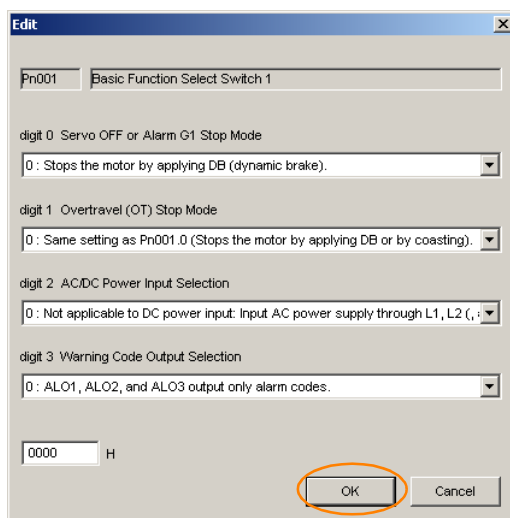 Edit
Pn001 Basic Function Select Switch 1
digit 0 Servo OFF or Alarm G1 Stop Mode
0 : Stops the motor by applying DB (dynamic brake).
digit 1 Overtravel (OT) Stop Mode
0 : Same setting as Pn001.0 (Stops the motor by applying DB or by coasting).
digit 2 AC/DC Power Input Selection
0 : Not applicable to DC power input: Input AC power supply through L1, L2 (,
digit 3 Warning Code Output Selection
0 : ALO1, ALO2, and ALO3 output only alarm codes.
0000 H
OK Cancel